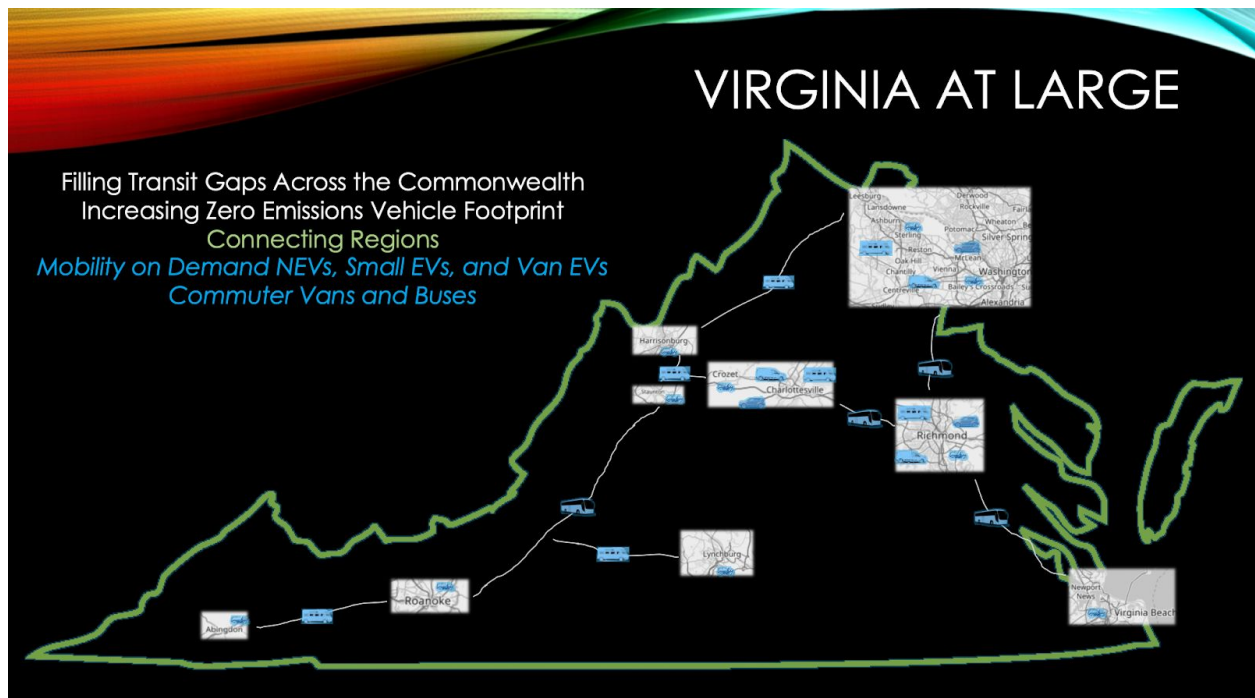 VIRGINIA AT LARGE
Filling Transit Gaps Across the Commonwealth
Increasing Zero Emissions Vehicle Footprint
Connecting Regions
Mobility on Demand NEVs, Small EVs, and Van EVs
Commuter Vans and Buses
Leesburg
Lansdowne
Ashburn
Sterling
Reston
Oak Hill
Chantilly
Centreville
Vienna
McLean
Potomac
Derwood
Rockville
Wheaton
Silver Spring
Washington
Bailey's Crossroads
Alexandria
Harrisonburg
Crozet
Charlottesville
Richmond
Lynchburg
Roanoke
Abingdon
Newport
News
Virginia Beach